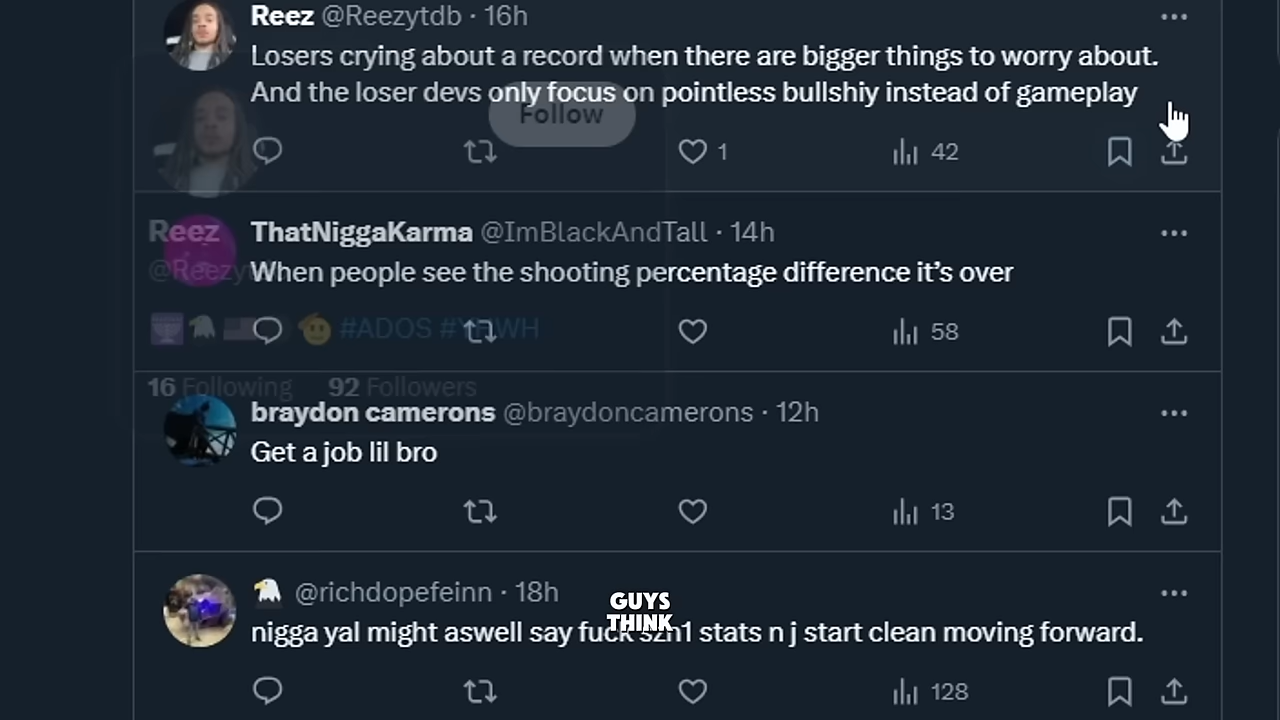 Reez @Reezytdb · 16h
Losers crying about a record when there are bigger things to worry about.
And the loser devs only focus on pointless bullshiy instead of gameplay
Follow
1
42
Reez
ThatNiggaKarma @ImBlackAndTall · 14h
When people see the shooting percentage difference it’s over
#ADOS
58
16 Following 92 Followers
braydon camerons @braydoncamerons · 12h
Get a job lil bro
13
@richdopefeinn · 18h
GUYS
THINK
nigga yal might aswell say fuck szn1 stats n j start clean moving forward.
128